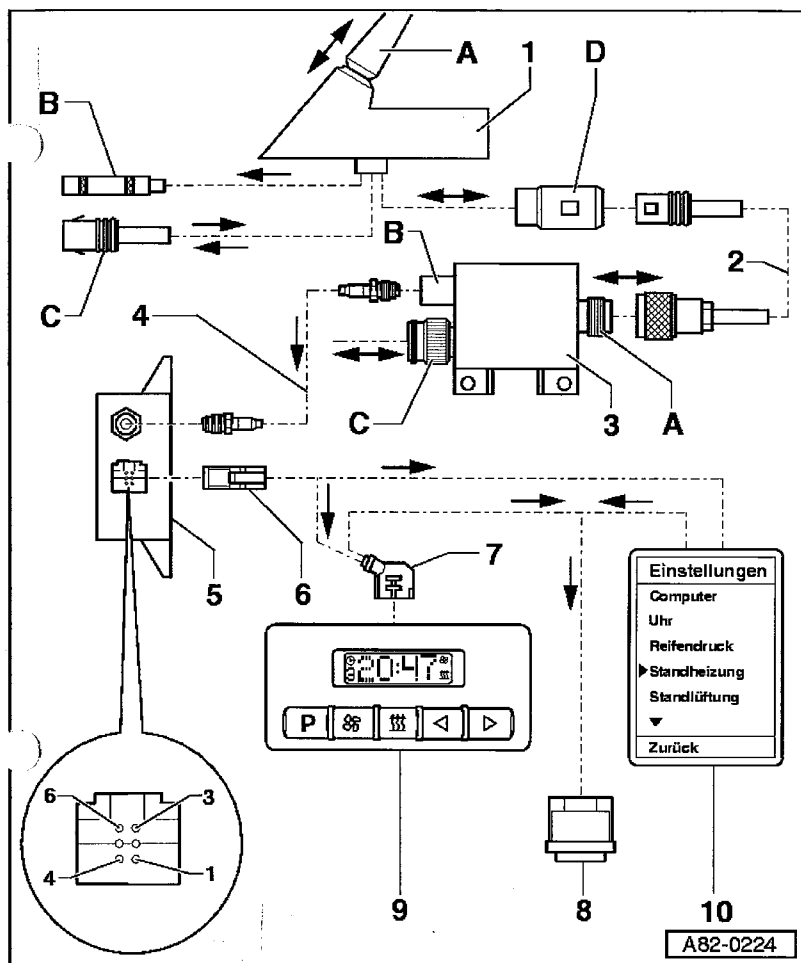 A
1
D
B
C
B
2
4
C
3
A
5
6
7
Einstellungen
Computer
Uhr
Reifendruck
Standheizung
Standlüftung
Zurück
20:47
P
6
3
4
1
9
8
10
A82-0224